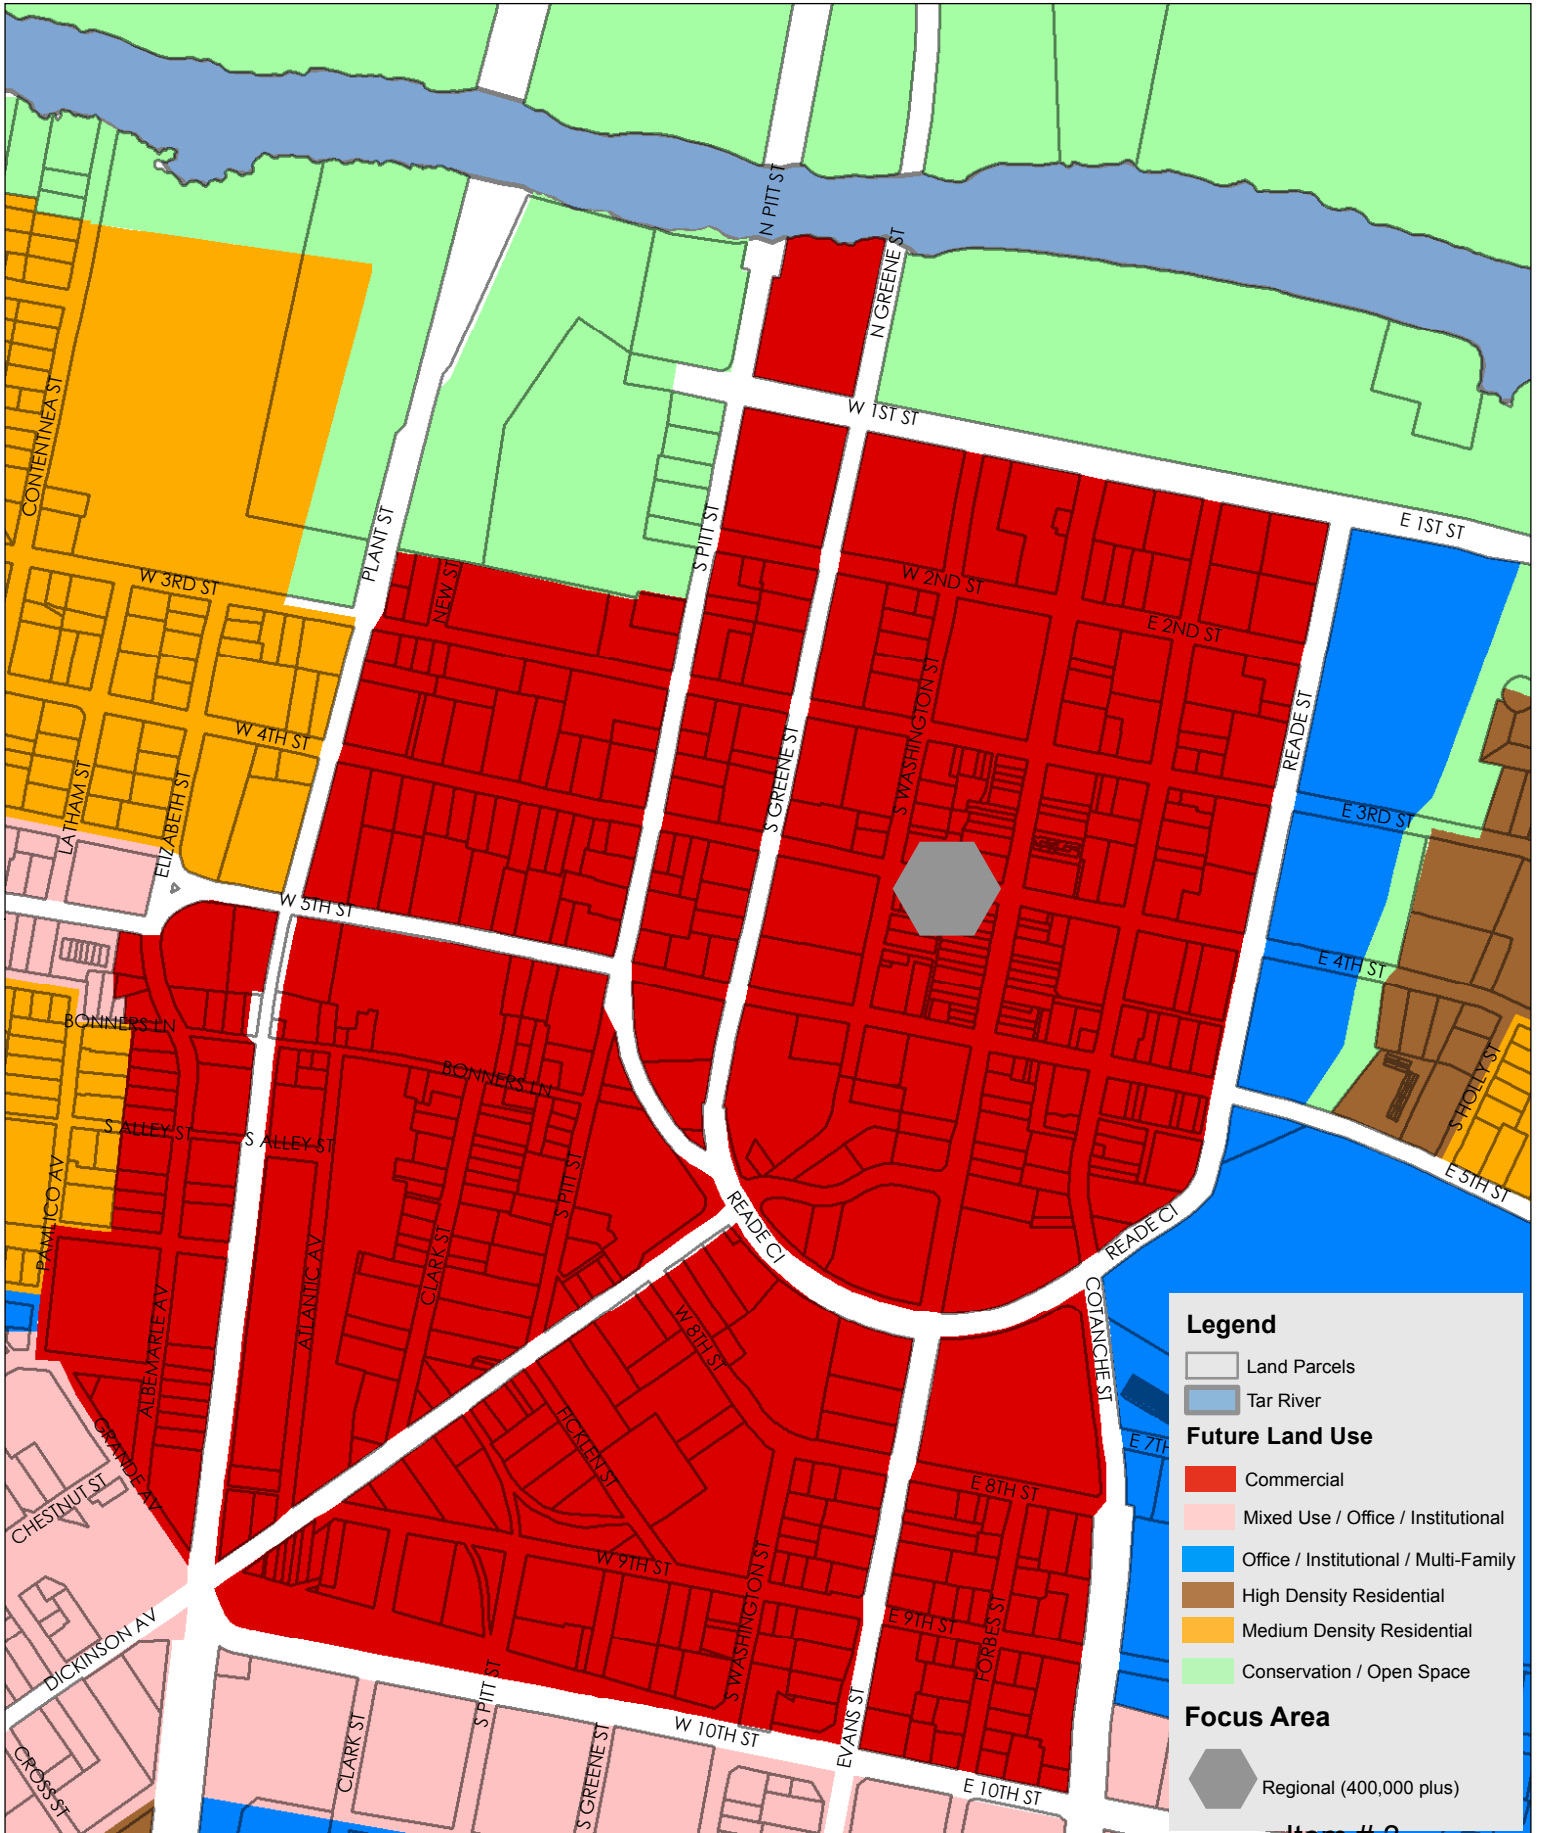 N PITT ST
N GREENE ST
W 1ST ST
E 1ST ST
CONTENTNEA ST
PLANT ST
NEW ST
S PITT ST
W 2ND ST
E 2ND ST
W 3RD ST
S WASHINGTON ST
READE ST
W 4TH ST
S GREENE ST
LATHAM ST
ELIZABETH ST
E 3RD ST
W 5TH ST
E 4TH ST
BONNERS LN
BONNERS LN
S HOLLY ST
S ALLEY ST
S ALLEY ST
PAMLICO AV
S PITT ST
E 5TH ST
READE CI
READE CI
CLARK ST
ATLANTIC AV
ALBEMARLE AV
W 8TH ST
COTANCHE ST
FICKLEN ST
GRANDE AV
CHESTNUT ST
E 7TH
E 8TH ST
W 9TH ST
S WASHINGTON ST
E 9TH ST
FORBES ST
DICKINSON AV
S PITT ST
W 10TH ST
EVANS ST
E 10TH ST
CLARK ST
S GREENE ST
CROSS ST
Legend
Land Parcels
Tar River
Future Land Use
Commercial
Mixed Use / Office / Institutional
Office / Institutional / Multi-Family
High Density Residential
Medium Density Residential
Conservation / Open Space
Focus Area
Regional (400,000 plus)
Item #